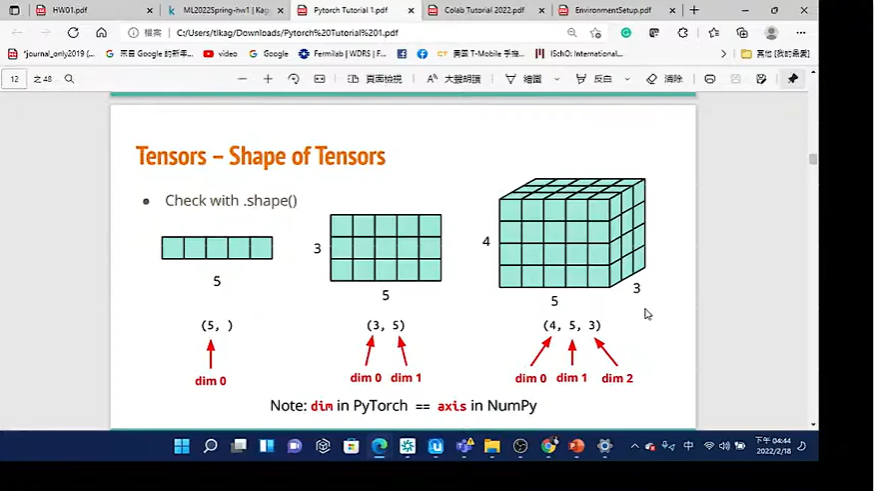 HW01.pdf
ML2022Spring-hw1 | Kag
Pytorch Tutorial 1.pdf
Colab Tutorial 2022.pdf
EnvironmentSetup.pdf
檔案
C:/Users/tikag/Downloads/Pytorch%20Tutorial%201.pdf
*journal_only2019 (...
來自 Google 的新年...
video
Google
Fermilab | WDRS | F...
美國 T-Mobile 手拖...
ISchO: International...
其他 [我的最愛]
12
之 48
頁面檢視
大聲朗讀
繪圖
反白
清除
Tensors – Shape of Tensors
Check with .shape()
5
3
5
4
5
3
(5, )
(3, 5)
(4, 5, 3)
dim 0
dim 0
dim 1
dim 0
dim 1
dim 2
Note: dim in PyTorch == axis in NumPy
中
下午 04:44
2022/2/18